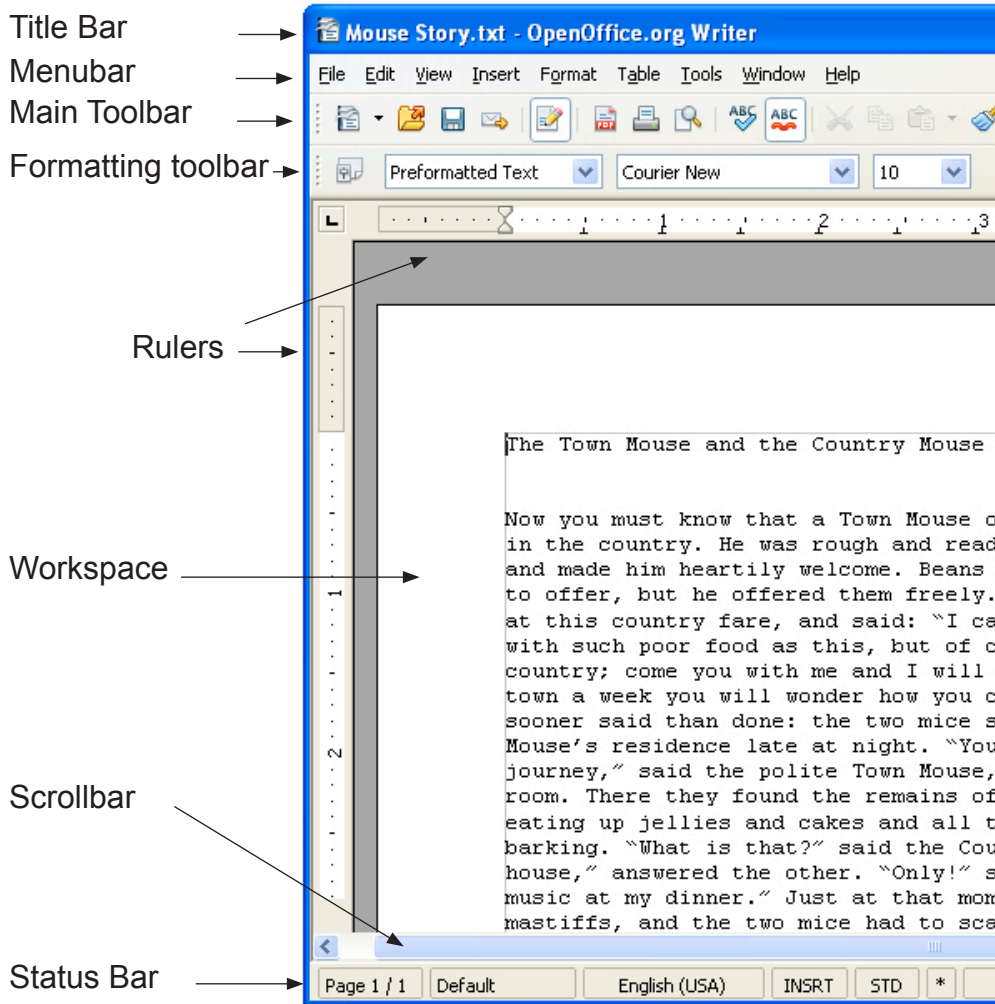 Title Bar
Mouse Story.txt - OpenOffice.org Writer
Menubar
File Edit View Insert Format Table Tools Window Help
Main Toolbar
PDF ABC ABC
Formatting toolbar
Preformatted Text Courier New 10
L 1 2 3
Rulers
The Town Mouse and the Country Mouse
Now you must know that a Town Mouse
in the country. He was rough and
and made him heartily welcome. Beans
Workspace
1
to offer, but he offered them freely.
at this country fare, and said: “I
with such poor food as this, but of
country; come you with me and I will
town a week you will wonder how you
sooner said than done: the two mice
2
Mouse’s residence late at night. “You
journey,” said the polite Town Mouse,
Scrollbar
room. There they found the remains of
eating up jellies and cakes and all
barking. “What is that?” said the
house,” answered the other. “Only!”
music at my dinner.” Just at that
mastiffs, and the two mice had to
Status Bar
Page 1 / 1 Default English (USA) INSRT STD *